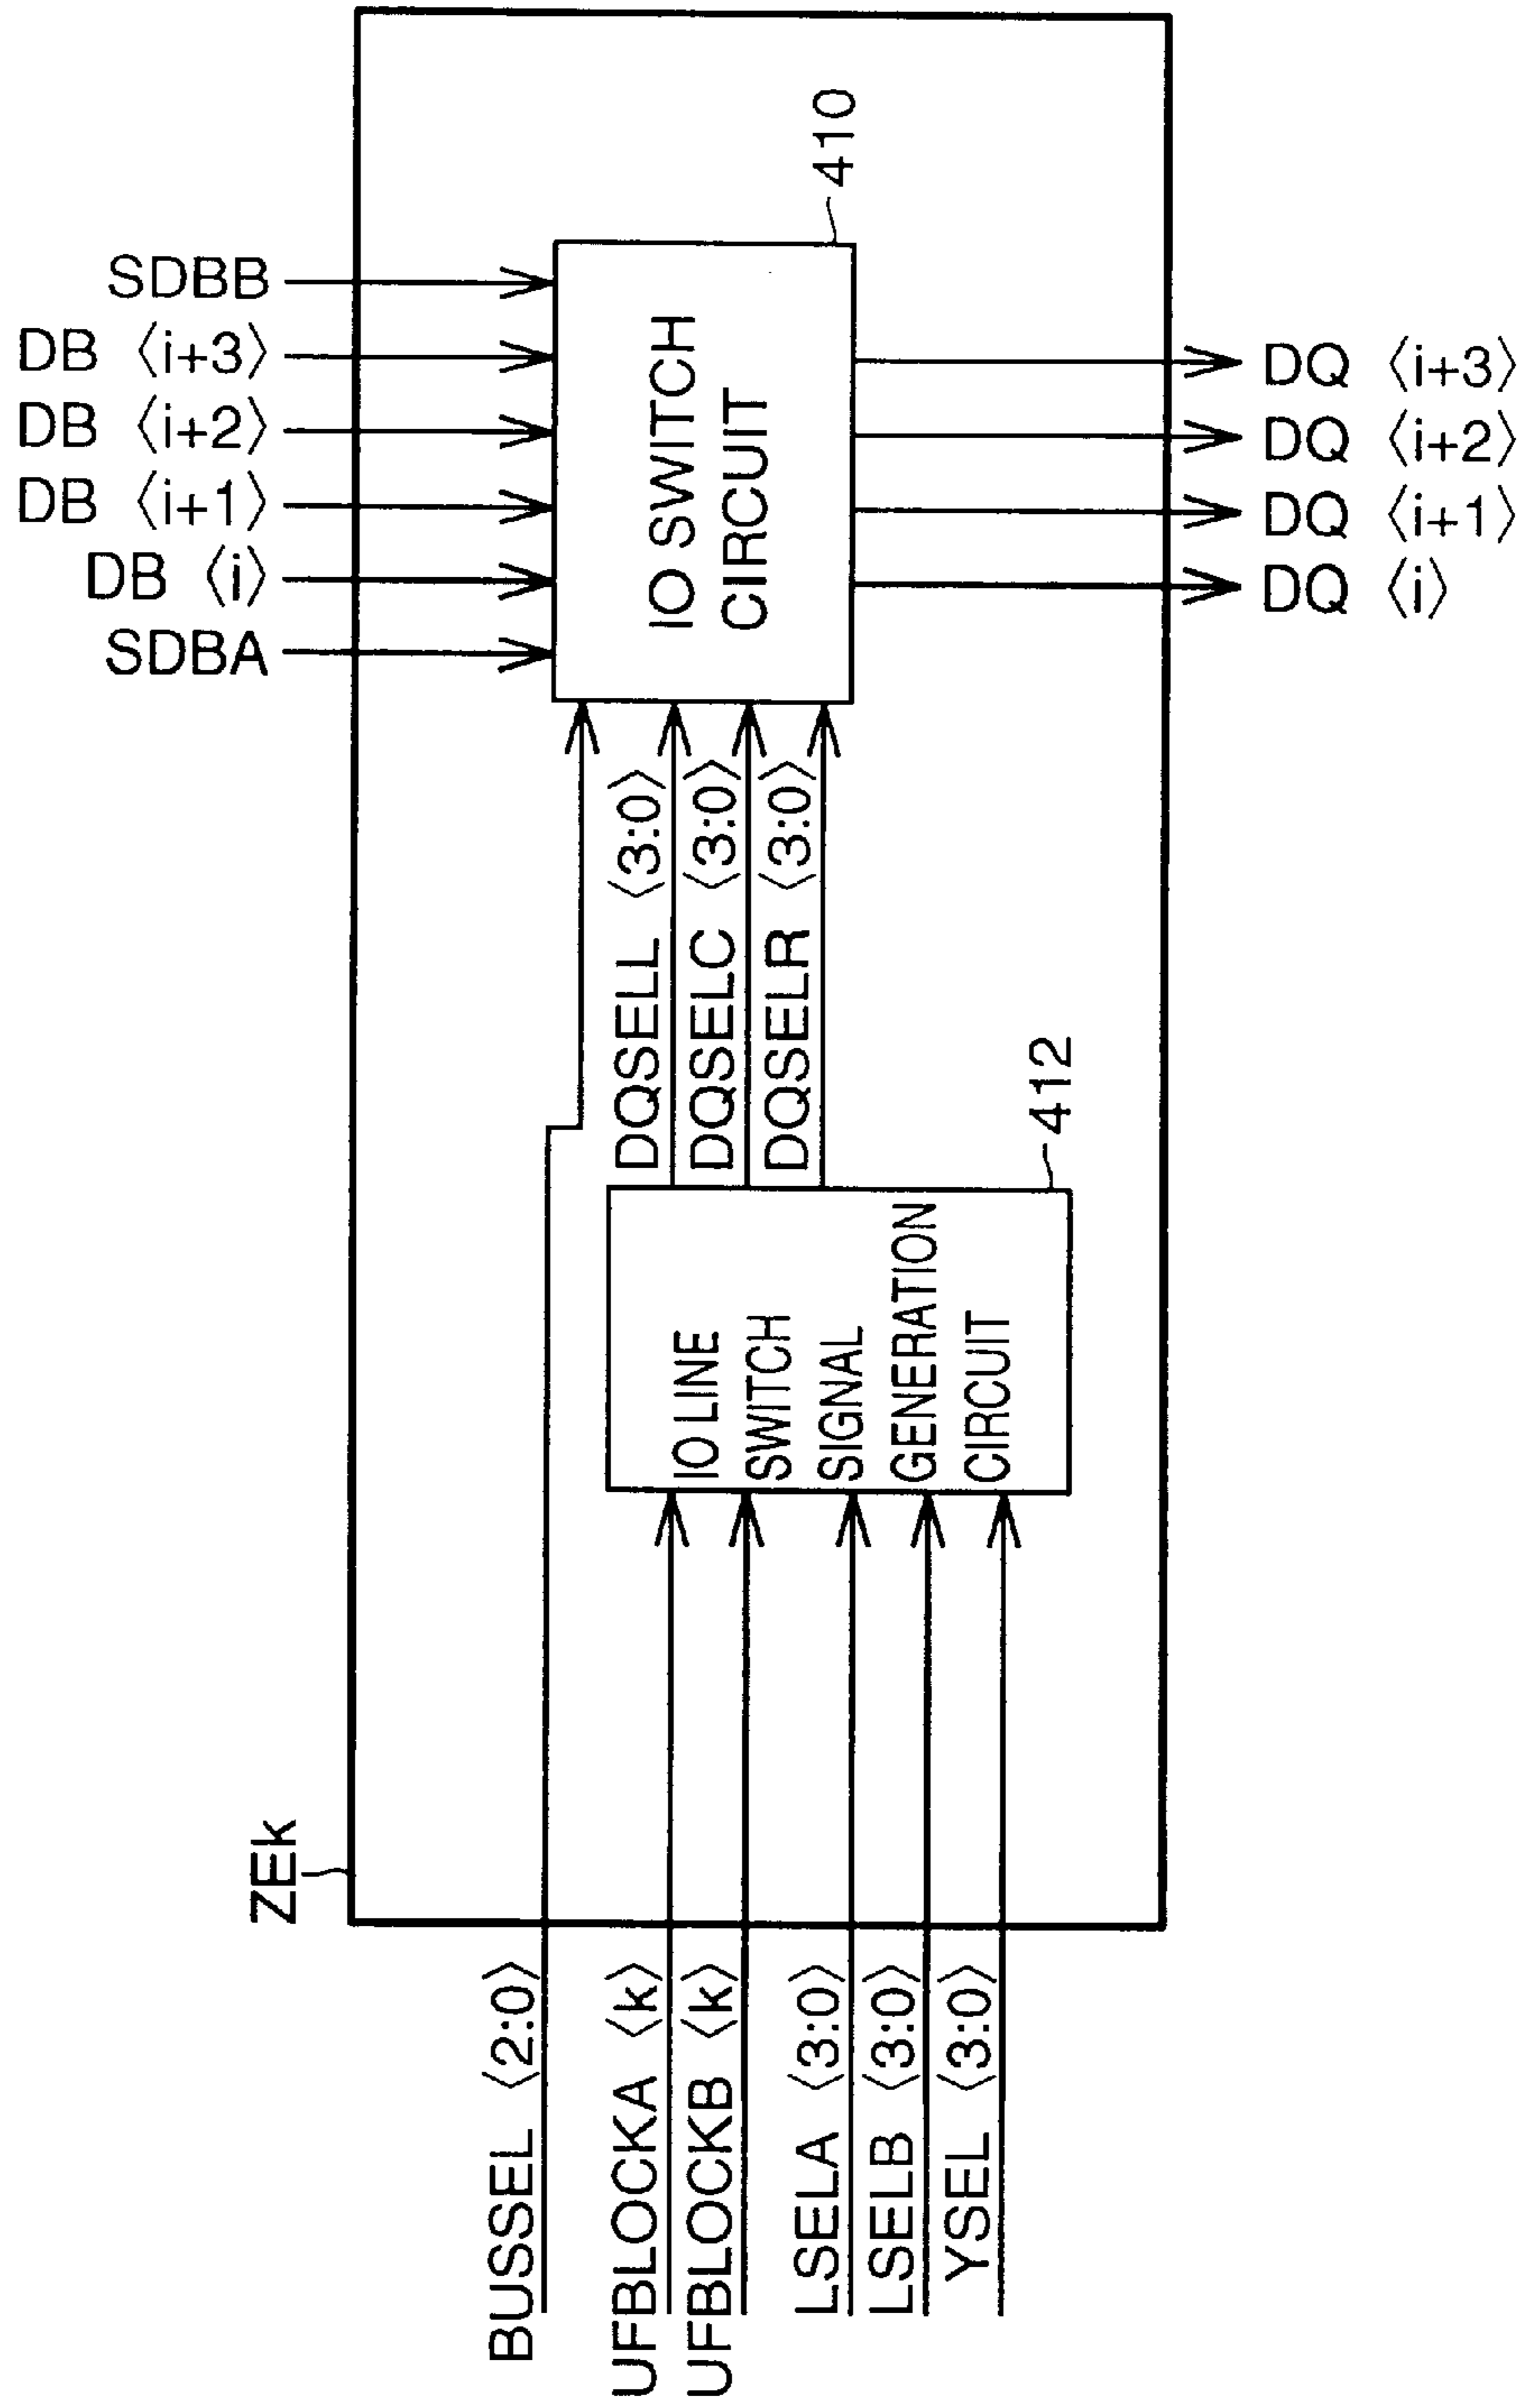 SDBB
DB 〈i+3〉
DB 〈i+2〉
DB 〈i+1〉
DB 〈i〉
SDBA
IO SWITCH
CIRCUIT
410
DQ 〈i+3〉
DQ 〈i+2〉
DQ 〈i+1〉
DQ 〈i〉
DQSELL 〈3:0〉
DQSELC 〈3:0〉
DQSELR 〈3:0〉
412
IO LINE
SWITCH
SIGNAL
GENERATION
CIRCUIT
ZEk
BUSSEL 〈2:0〉
UFBLOCKA 〈k〉
UFBLOCKB 〈k〉
LSELA 〈3:0〉
LSELB 〈3:0〉
YSEL 〈3:0〉